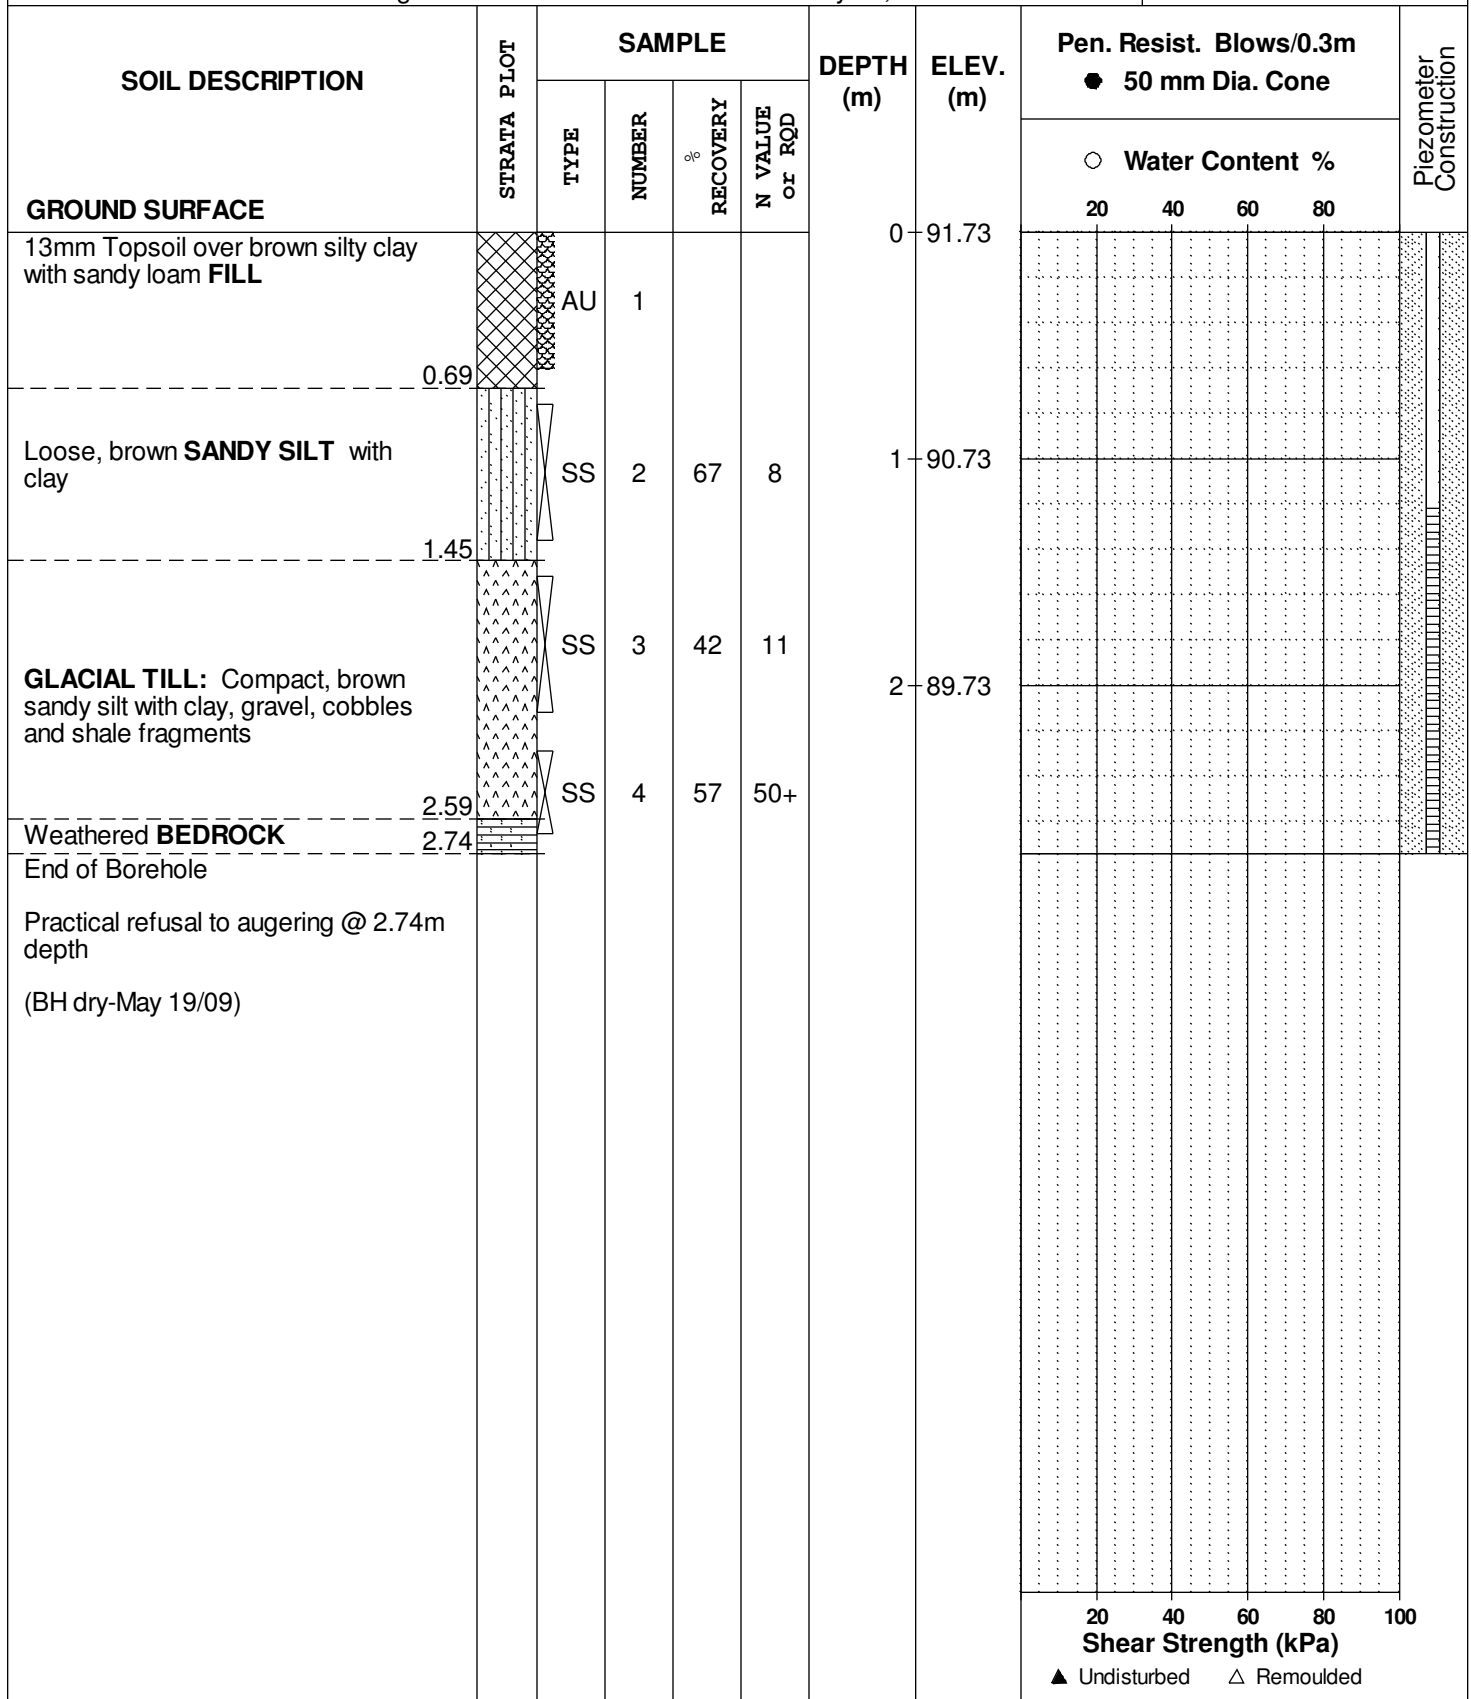 SOIL DESCRIPTION
GROUND SURFACE
STRATA PLOT
SAMPLE
TYPE
NUMBER
% RECOVERY
N VALUE
or RQD
DEPTH
(m)
ELEV.
(m)
Pen. Resist. Blows/0.3m
● 50 mm Dia. Cone
○ Water Content %
20 40 60 80
Piezometer
Construction
0 91.73
13mm Topsoil over brown silty clay
with sandy loam FILL
AU 1
0.69
Loose, brown SANDY SILT with
clay
SS 2 67 8
1 90.73
1.45
SS 3 42 11
GLACIAL TILL: Compact, brown
sandy silt with clay, gravel, cobbles
and shale fragments
2 89.73
SS 4 57 50+
2.59
Weathered BEDROCK
2.74
End of Borehole
Practical refusal to augering @ 2.74m
depth
(BH dry-May 19/09)
20 40 60 80 100
Shear Strength (kPa)
▲ Undisturbed △ Remoulded